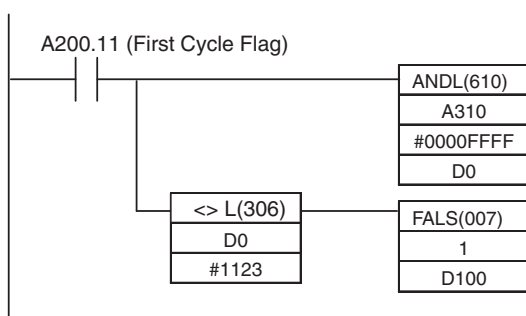 A200.11 (First Cycle Flag)
ANDL(610)
A310
#0000FFFF
D0
<> L(306)
D0
#1123
FALS(007)
1
D100